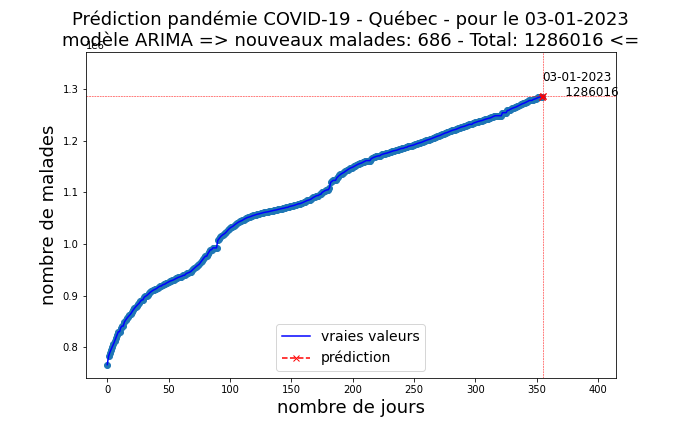 Prédiction pandémie COVID-19 - Québec - pour le 03-01-2023
modèle ARIMA => nouveaux malades: 686 - Total: 1286016 <=
1e6
03-01-2023
1286016
1.3
1.2
1.1
1.0
0.9
0.8
nombre de malades
vraies valeurs
prédiction
0 50 100 150 200 250 300 350 400
nombre de jours